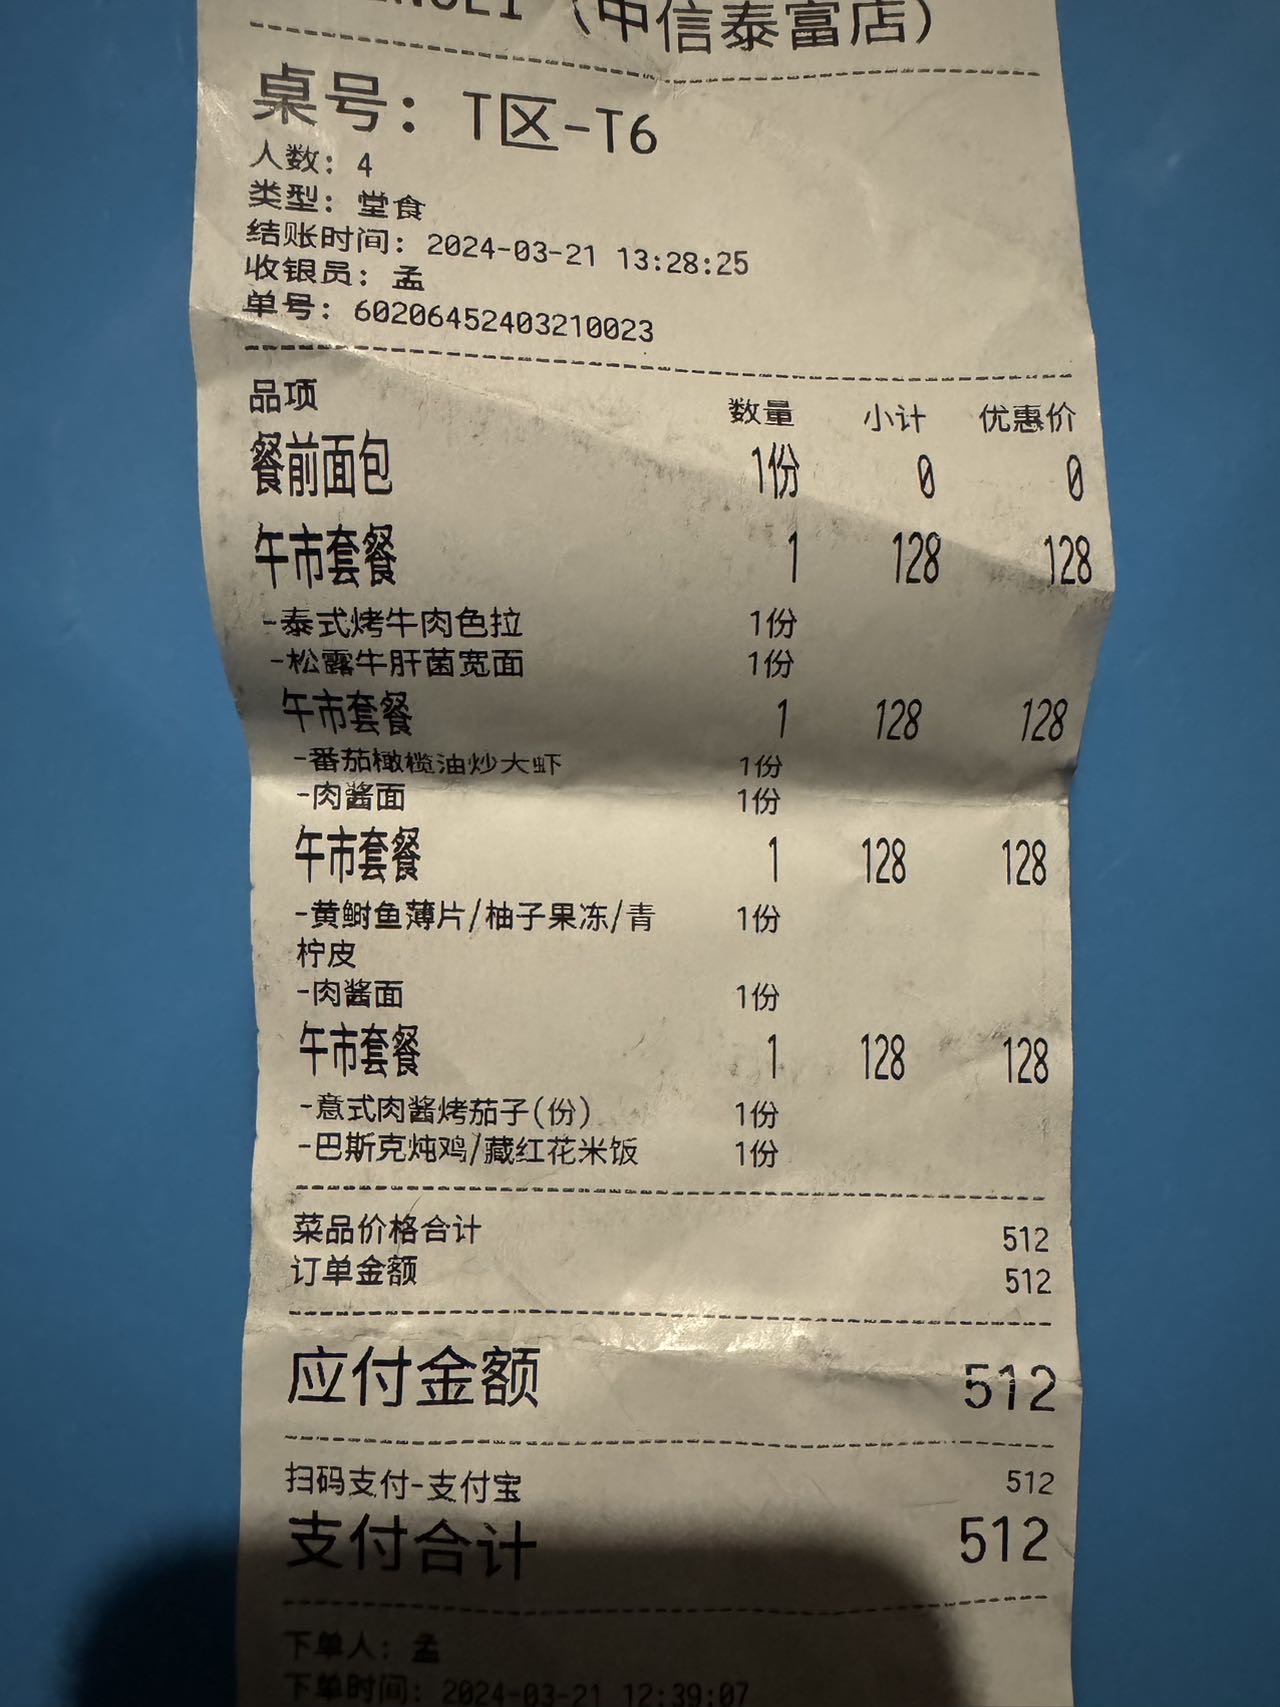 （中信泰富店）
桌号：T区-T6
人数：4
类型：堂食
结账时间：2024-03-21 13:28:25
收银员：孟
单号：60206452403210023
品项 数量 小计 优惠价
餐前面包 1份 0 0
午市套餐 1 128 128
-泰式烤牛肉色拉 1份
-松露牛肝菌宽面 1份
午市套餐 1 128 128
-番茄橄榄油炒大虾 1份
-肉酱面 1份
午市套餐 1 128 128
-黄鰤鱼薄片/柚子果冻/青 1份
柠皮
-肉酱面 1份
午市套餐 1 128 128
-意式肉酱烤茄子(份) 1份
-巴斯克炖鸡/藏红花米饭 1份
菜品价格合计 512
订单金额 512
应付金额 512
扫码支付-支付宝 512
支付合计 512
下单人：孟
下单时间：2024-03-21 12:39:07